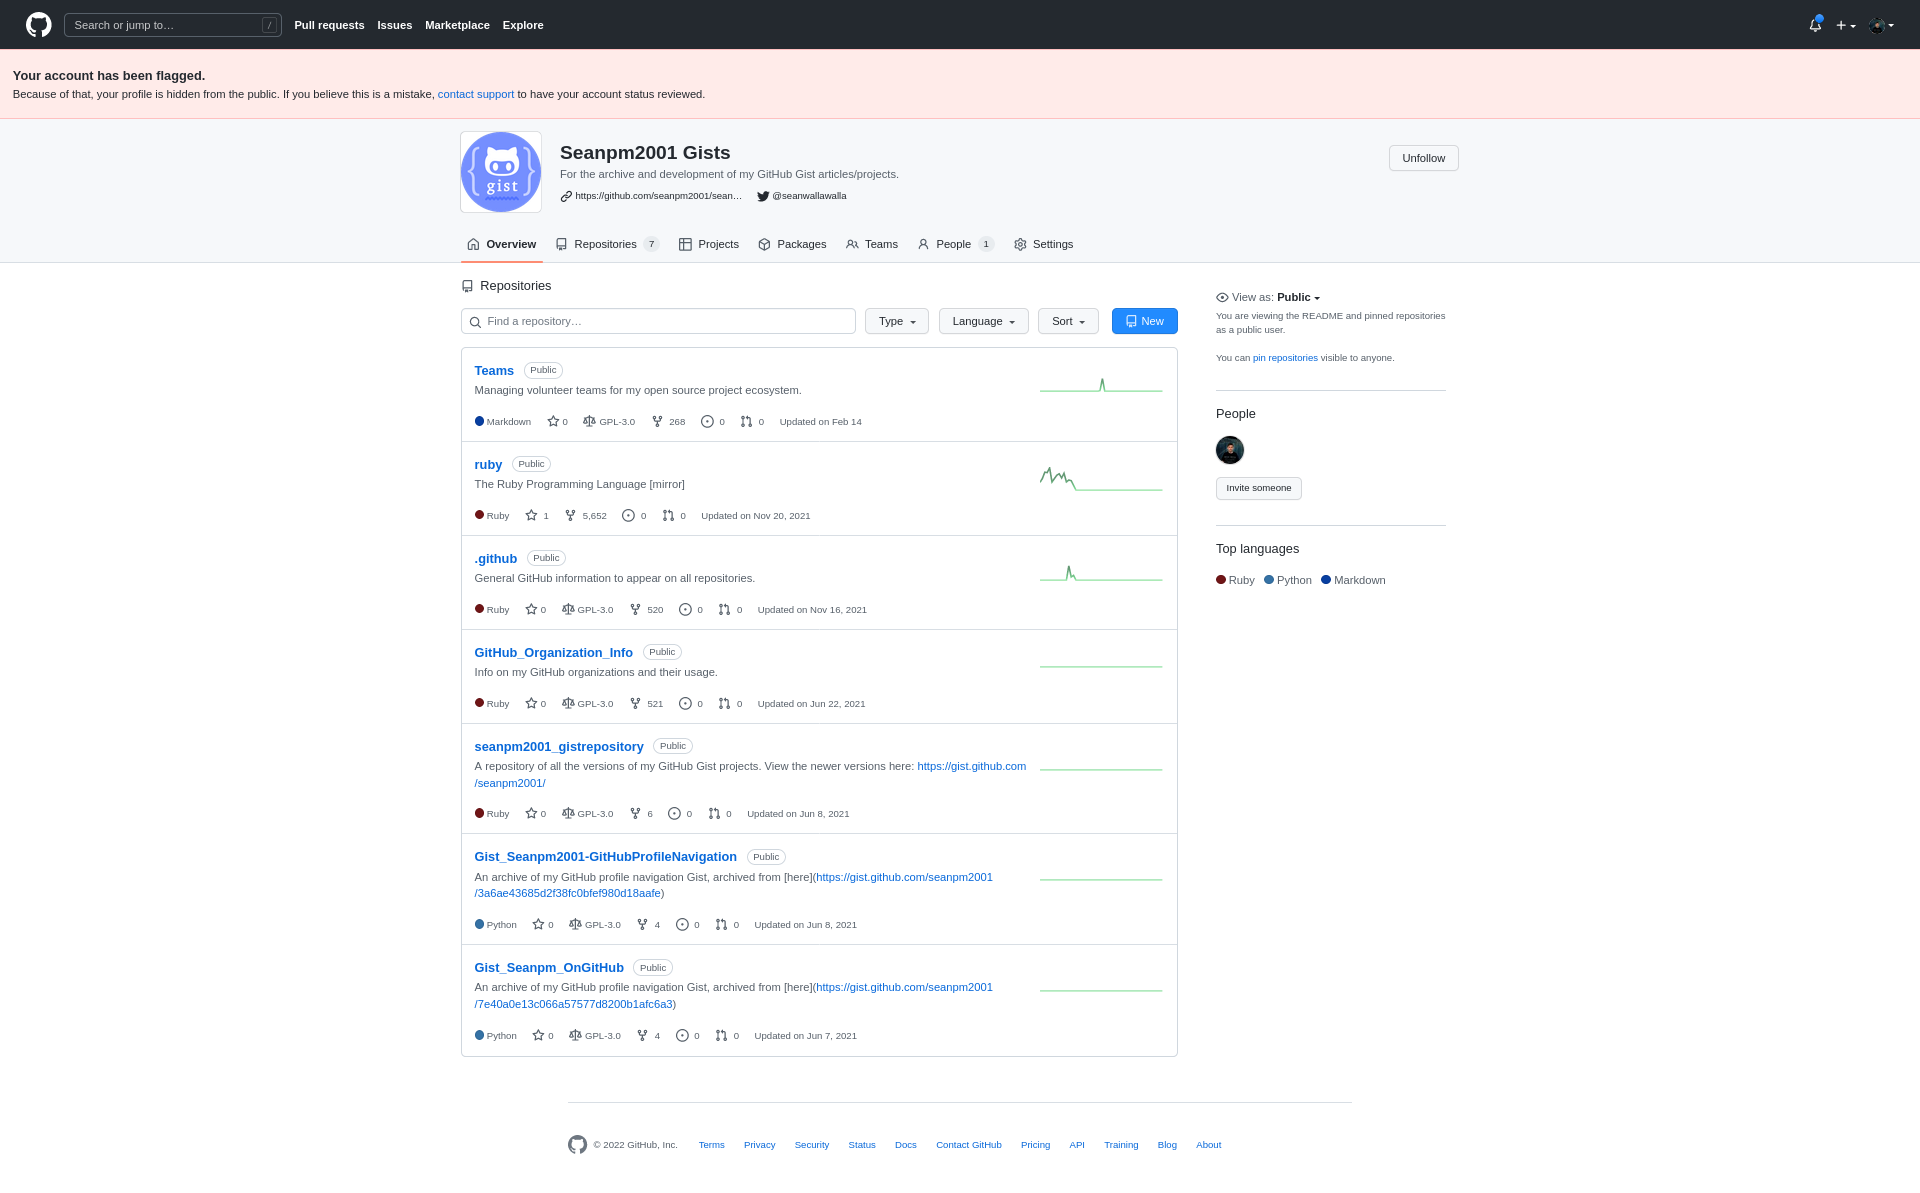 Search or jump to…
/
Pull requests Issues Marketplace Explore
Your account has been flagged.
Because of that, your profile is hidden from the public. If you believe this is a mistake, contact support to have your account status reviewed.
gist
Seanpm2001 Gists
For the archive and development of my GitHub Gist articles/projects.
https://github.com/seanpm2001/sean… @seanwallawalla
Unfollow
Overview Repositories 7 Projects Packages Teams People 1 Settings
Repositories
Find a repository…
Type Language Sort New
Teams Public
Managing volunteer teams for my open source project ecosystem.
Markdown 0 GPL-3.0 268 0 0 Updated on Feb 14
ruby Public
The Ruby Programming Language [mirror]
Ruby 1 5,652 0 0 Updated on Nov 20, 2021
.github Public
General GitHub information to appear on all repositories.
Ruby 0 GPL-3.0 520 0 0 Updated on Nov 16, 2021
GitHub_Organization_Info Public
Info on my GitHub organizations and their usage.
Ruby 0 GPL-3.0 521 0 0 Updated on Jun 22, 2021
seanpm2001_gistrepository Public
A repository of all the versions of my GitHub Gist projects. View the newer versions here: https://gist.github.com
/seanpm2001/
Ruby 0 GPL-3.0 6 0 0 Updated on Jun 8, 2021
Gist_Seanpm2001-GitHubProfileNavigation Public
An archive of my GitHub profile navigation Gist, archived from [here](https://gist.github.com/seanpm2001
/3a6ae43685d2f38fc0bfef980d18aafe)
Python 0 GPL-3.0 4 0 0 Updated on Jun 8, 2021
Gist_Seanpm_OnGitHub Public
An archive of my GitHub profile navigation Gist, archived from [here](https://gist.github.com/seanpm2001
/7e40a0e13c066a57577d8200b1afc6a3)
Python 0 GPL-3.0 4 0 0 Updated on Jun 7, 2021
View as: Public
You are viewing the README and pinned repositories
as a public user.
You can pin repositories visible to anyone.
People
Invite someone
Top languages
Ruby Python Markdown
© 2022 GitHub, Inc. Terms Privacy Security Status Docs Contact GitHub Pricing API Training Blog About